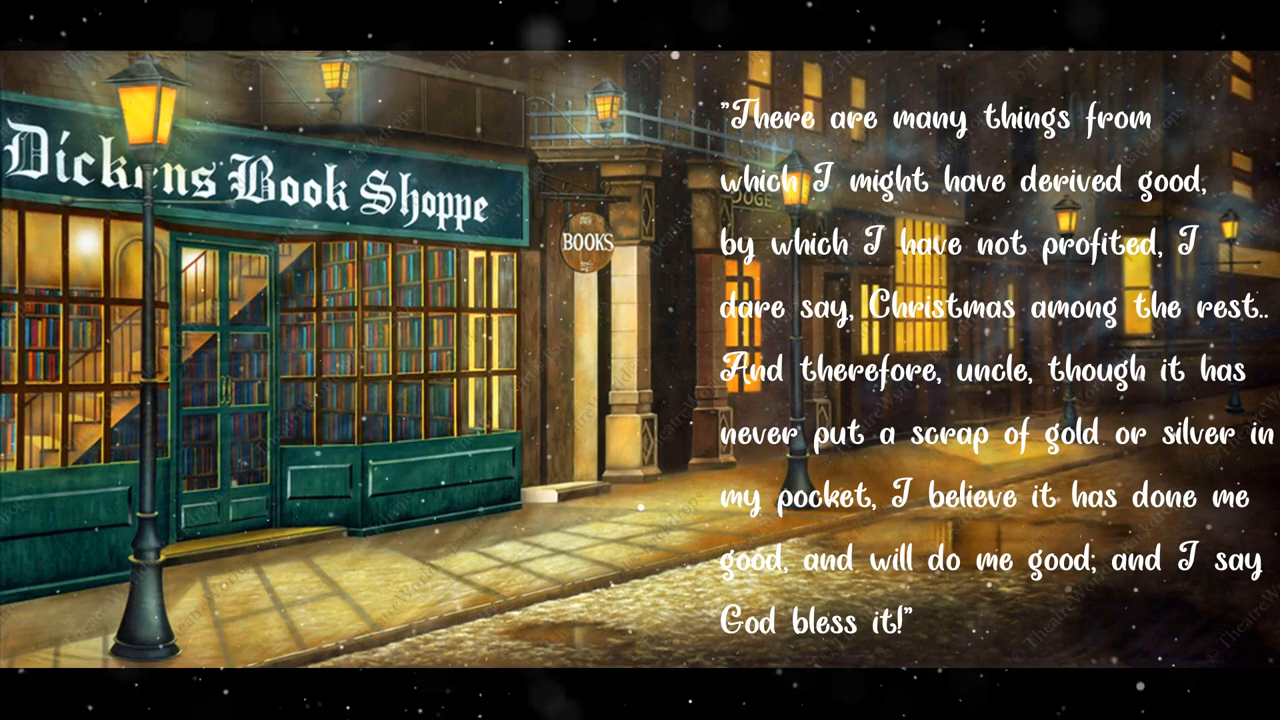 Dickens Book Shoppe
BOOKS
"There are many things from
which I might have derived good,
by which I have not profited, I
dare say, Christmas among the rest..
And therefore, uncle, though it has
never put a scrap of gold or silver in
my pocket, I believe it has done me
good, and will do me good; and I say
God bless it!"